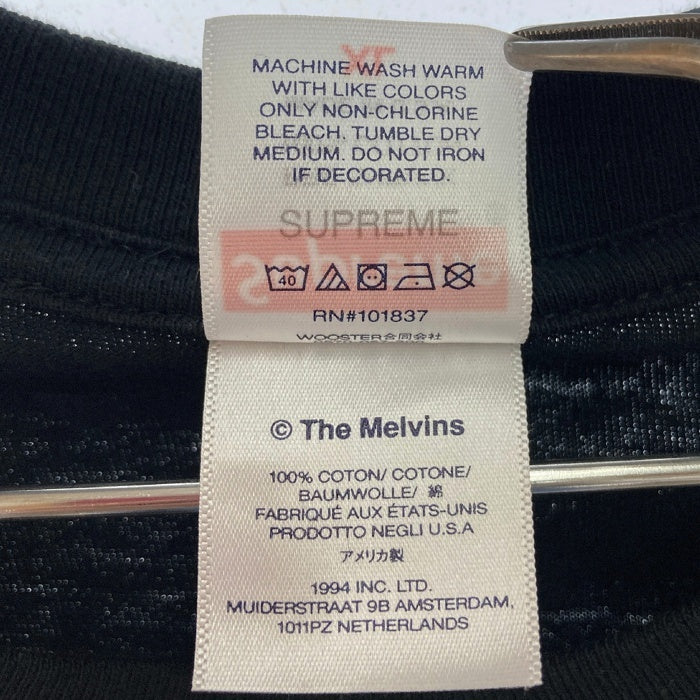 XL
MACHINE WASH WARM
WITH LIKE COLORS
ONLY NON-CHLORINE
BLEACH. TUMBLE DRY
MEDIUM. DO NOT IRON
IF DECORATED.
SUPREME
40
RN#101837
WOOSTER合同会社
© The Melvins
100% COTON/ COTONE/
BAUMWOLLE/ 綿
FABRIQUÉ AUX ÉTATS-UNIS
PRODOTTO NEGLI U.S.A
アメリカ製
1994 INC. LTD.
MUIDERSTRAAT 9B AMSTERDAM,
1011PZ NETHERLANDS